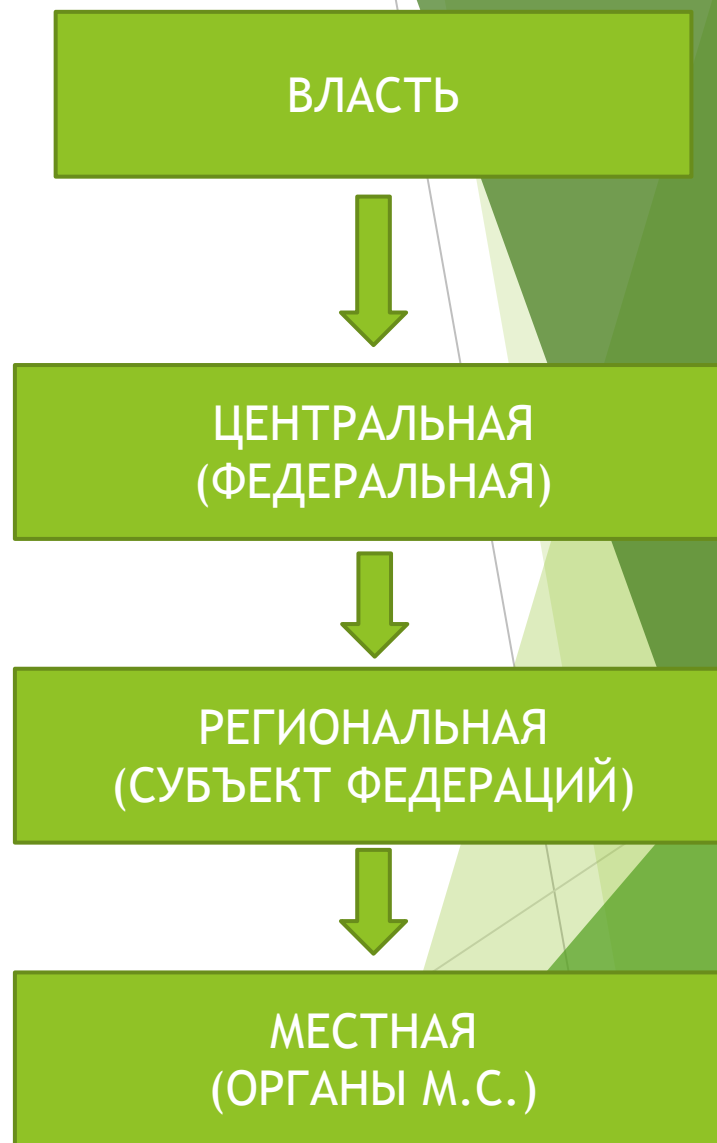 ВЛАСТЬ
ЦЕНТРАЛЬНАЯ
(ФЕДЕРАЛЬНАЯ)
РЕГИОНАЛЬНАЯ
(СУБЪЕКТ ФЕДЕРАЦИЙ)
МЕСТНАЯ
(ОРГАНЫ М.С.)